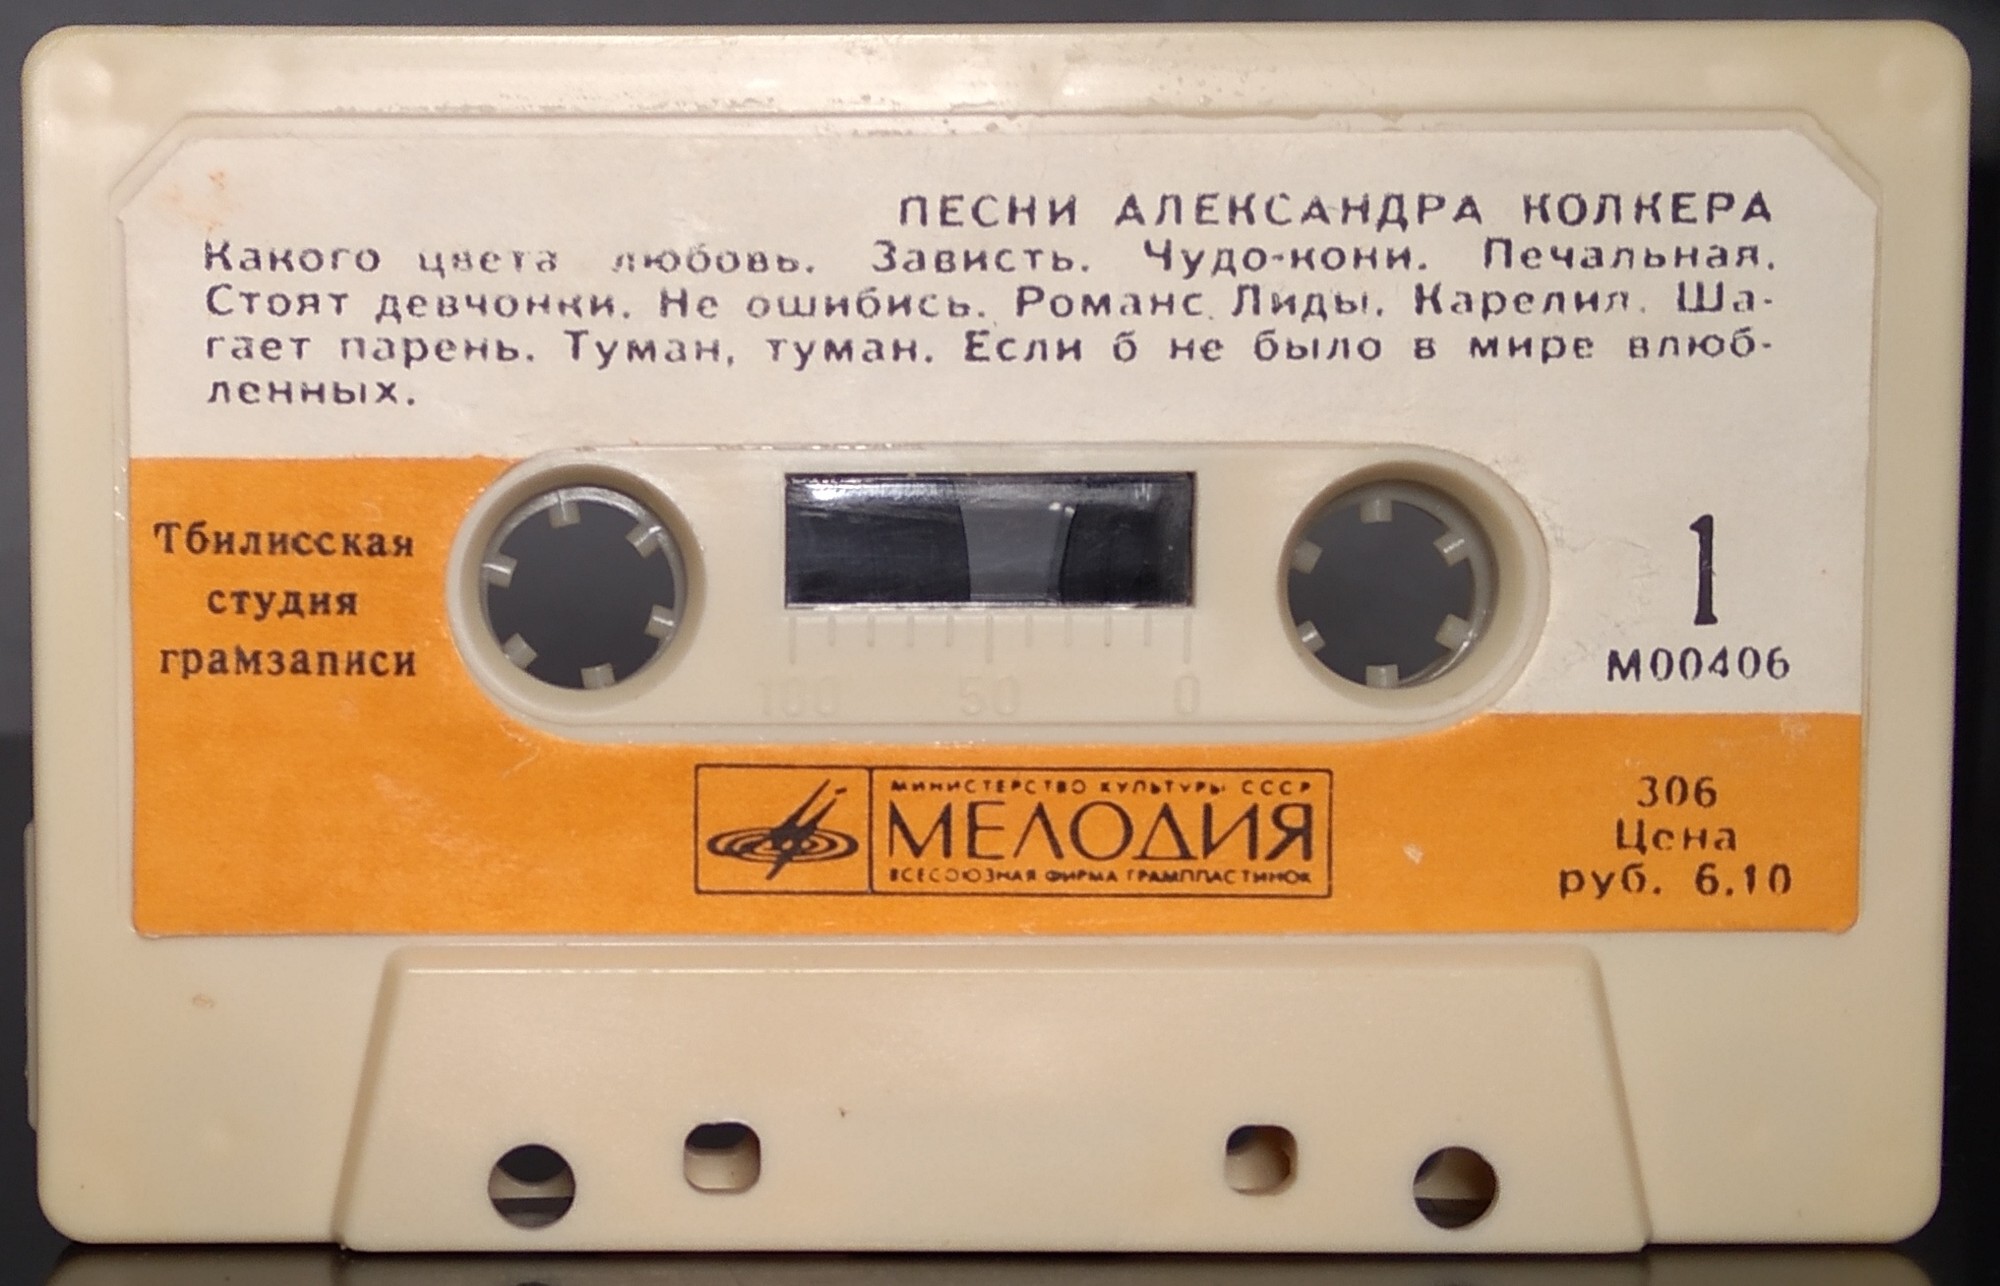 ПЕСНИ АЛЕКСАНДРА КОЛКЕРА
Какого цвета любовь. Зависть. Чудо-кони. Печальная.
Стоят девчонки. Не ошибись. Романс Лиды. Карелия. Ша-
гает парень. Туман, туман. Если б не было в мире влюб-
ленных.
Тбилисская
студия
грамзаписи
100 50 0
1
М00406
МИНИСТЕРСТВО КУЛЬТУРЫ СССР
МЕЛОДИЯ
ВСЕСОЮЗНАЯ ФИРМА ГРАМПЛАСТИНОК
306
Цена
руб. 6.10